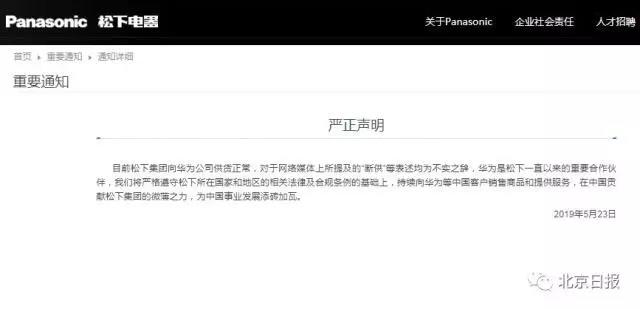 Panasonic 松下电器
关于Panasonic 企业社会责任 人才招聘
首页 > 重要通知 > 通知详细
重要通知
严正声明
目前松下集团向华为公司供货正常，对于网络媒体上所提及的“断供”等表述均为不实之辞，华为是松下一直以来的重要合作伙
伴，我们将严格遵守松下所在国家和地区的相关法律及合规条例的基础上，持续向华为等中国客户销售商品和提供服务，在中国贡
献松下集团的微薄之力，为中国事业发展添砖加瓦。
2019年5月23日
北京日报